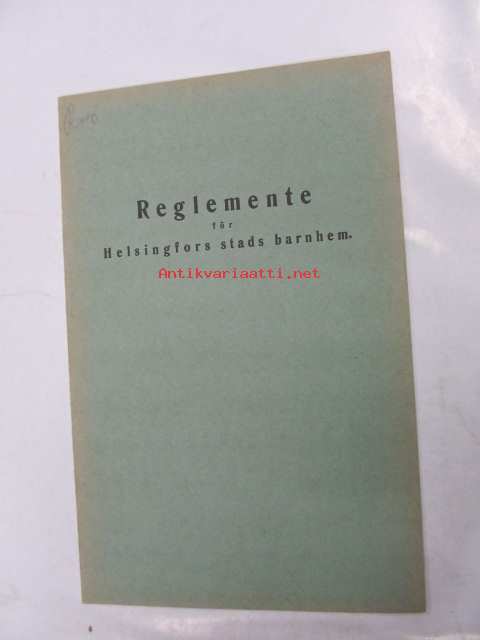 Reglemente
för
Helsingfors stads barnhem.
Antikvariaatti.net